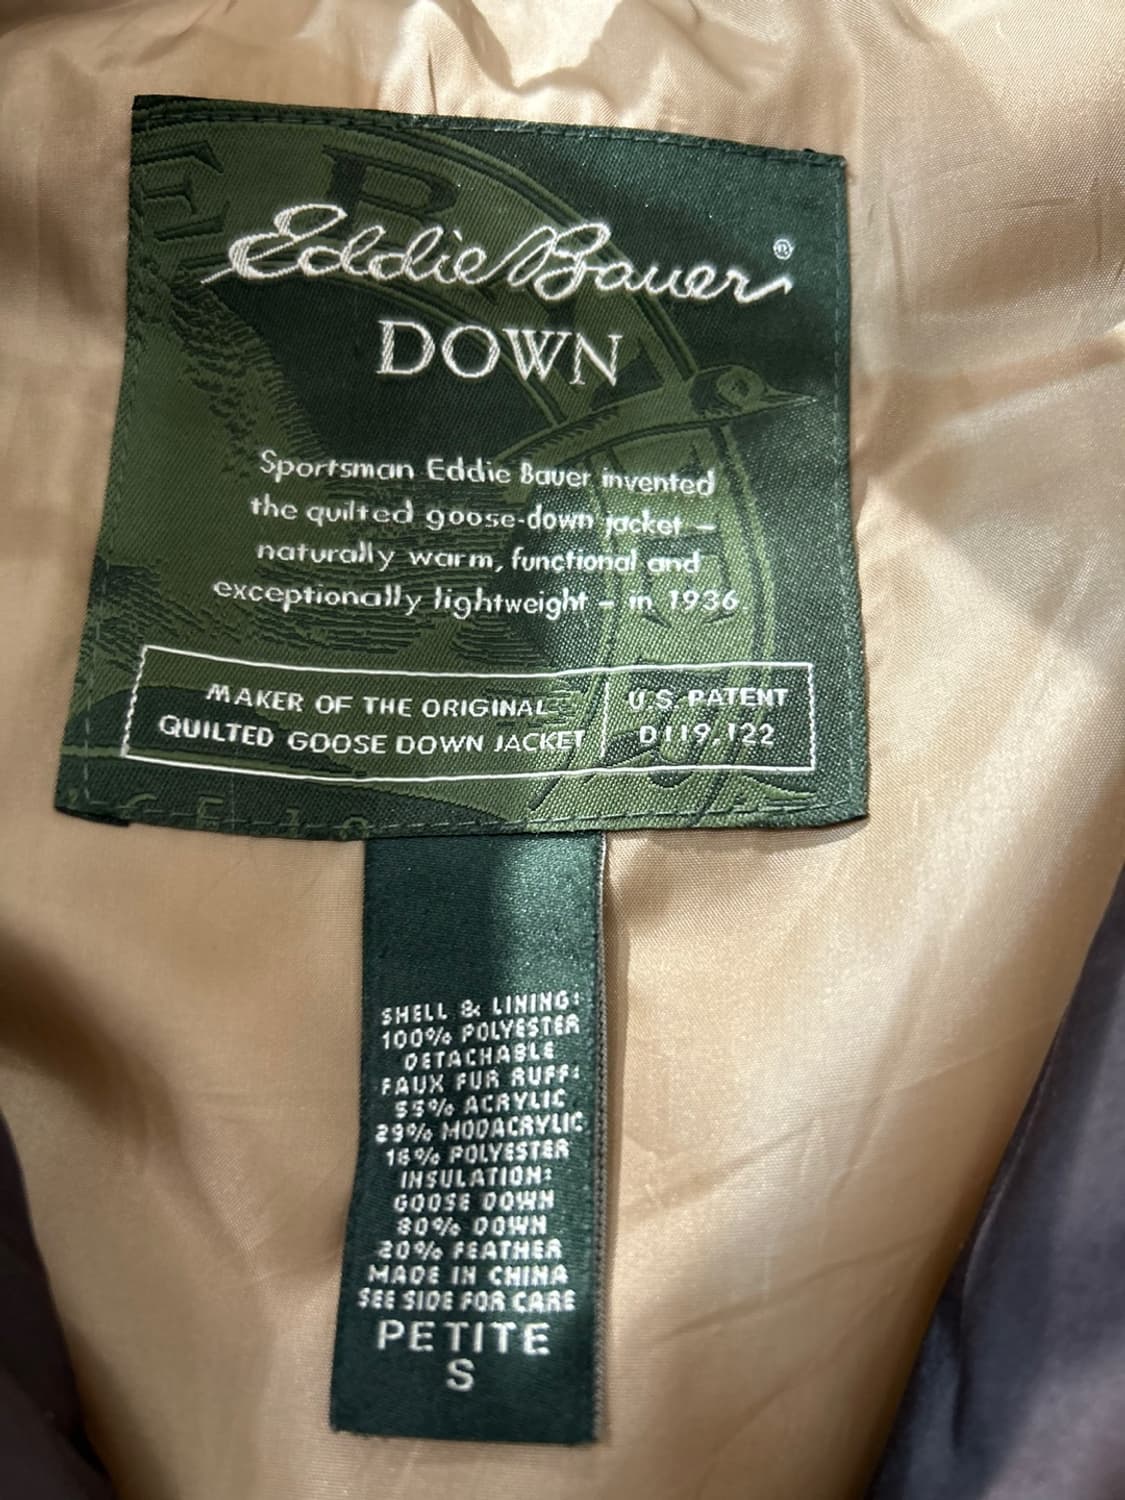 Eddie Bauer®
DOWN
Sportsman Eddie Bauer invented
the quilted goose-down jacket –
naturally warm, functional and
exceptionally lightweight – in 1936.
MAKER OF THE ORIGINAL
QUILTED GOOSE DOWN JACKET
U.S. PATENT
D119,122
SHELL & LINING:
100% POLYESTER
DETACHABLE
FAUX FUR RUFF:
55% ACRYLIC
29% MODACRYLIC
16% POLYESTER
INSULATION:
GOOSE DOWN
80% DOWN
20% FEATHER
MADE IN CHINA
SEE SIDE FOR CARE
PETITE
S